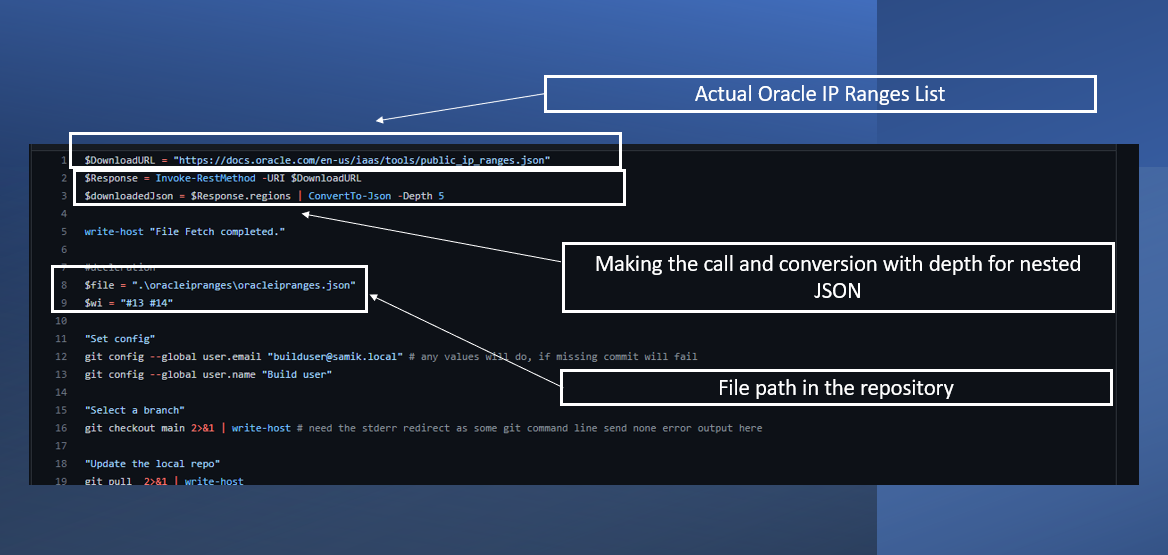 Actual Oracle IP Ranges List
1 $DownloadURL = "https://docs.oracle.com/en-us/iaas/tools/public_ip_ranges.json"
2 $Response = Invoke-RestMethod -URI $DownloadURL
3 $downloadedJson = $Response.regions | ConvertTo-Json -Depth 5
4
5 write-host "File Fetch completed."
6
Making the call and conversion with depth for nested
JSON
7 #decleration
8 $file = ".\oracleipranges\oracleipranges.json"
9 $wi = "#13 #14"
10
11 "Set config"
12 git config --global user.email "builduser@samik.local" # any values will do, if missing commit will fail
13 git config --global user.name "Build user"
File path in the repository
14
15 "Select a branch"
16 git checkout main 2>&1 | write-host # need the stderr redirect as some git command line send none error output here
17
18 "Update the local repo"
19 git pull  2>&1 | write-host